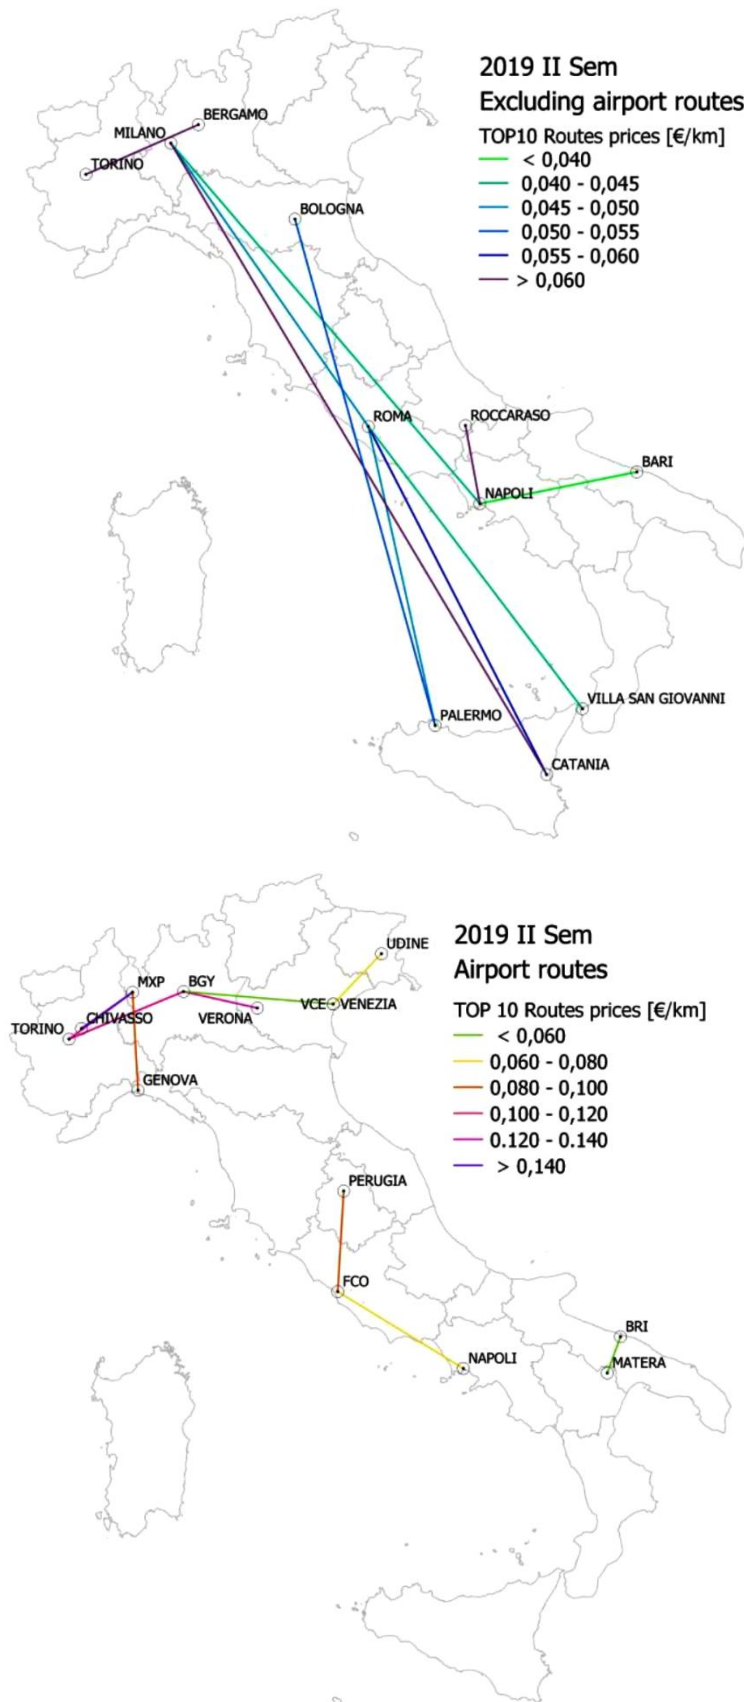 2019 II Sem
Excluding airport routes
TOP10 Routes prices [€/km]
< 0,040
0,040 - 0,045
0,045 - 0,050
0,050 - 0,055
0,055 - 0,060
> 0,060
BERGAMO
MILANO
TORINO
BOLOGNA
ROMA
ROCCARASO
BARI
NAPOLI
VILLA SAN GIOVANNI
PALERMO
CATANIA
2019 II Sem
Airport routes
TOP 10 Routes prices [€/km]
< 0,060
0,060 - 0,080
0,080 - 0,100
0,100 - 0,120
0.120 - 0.140
> 0,140
UDINE
MXP
BGY
VCE
VENEZIA
VERONA
CHIVASSO
TORINO
GENOVA
PERUGIA
FCO
NAPOLI
BRI
MATERA